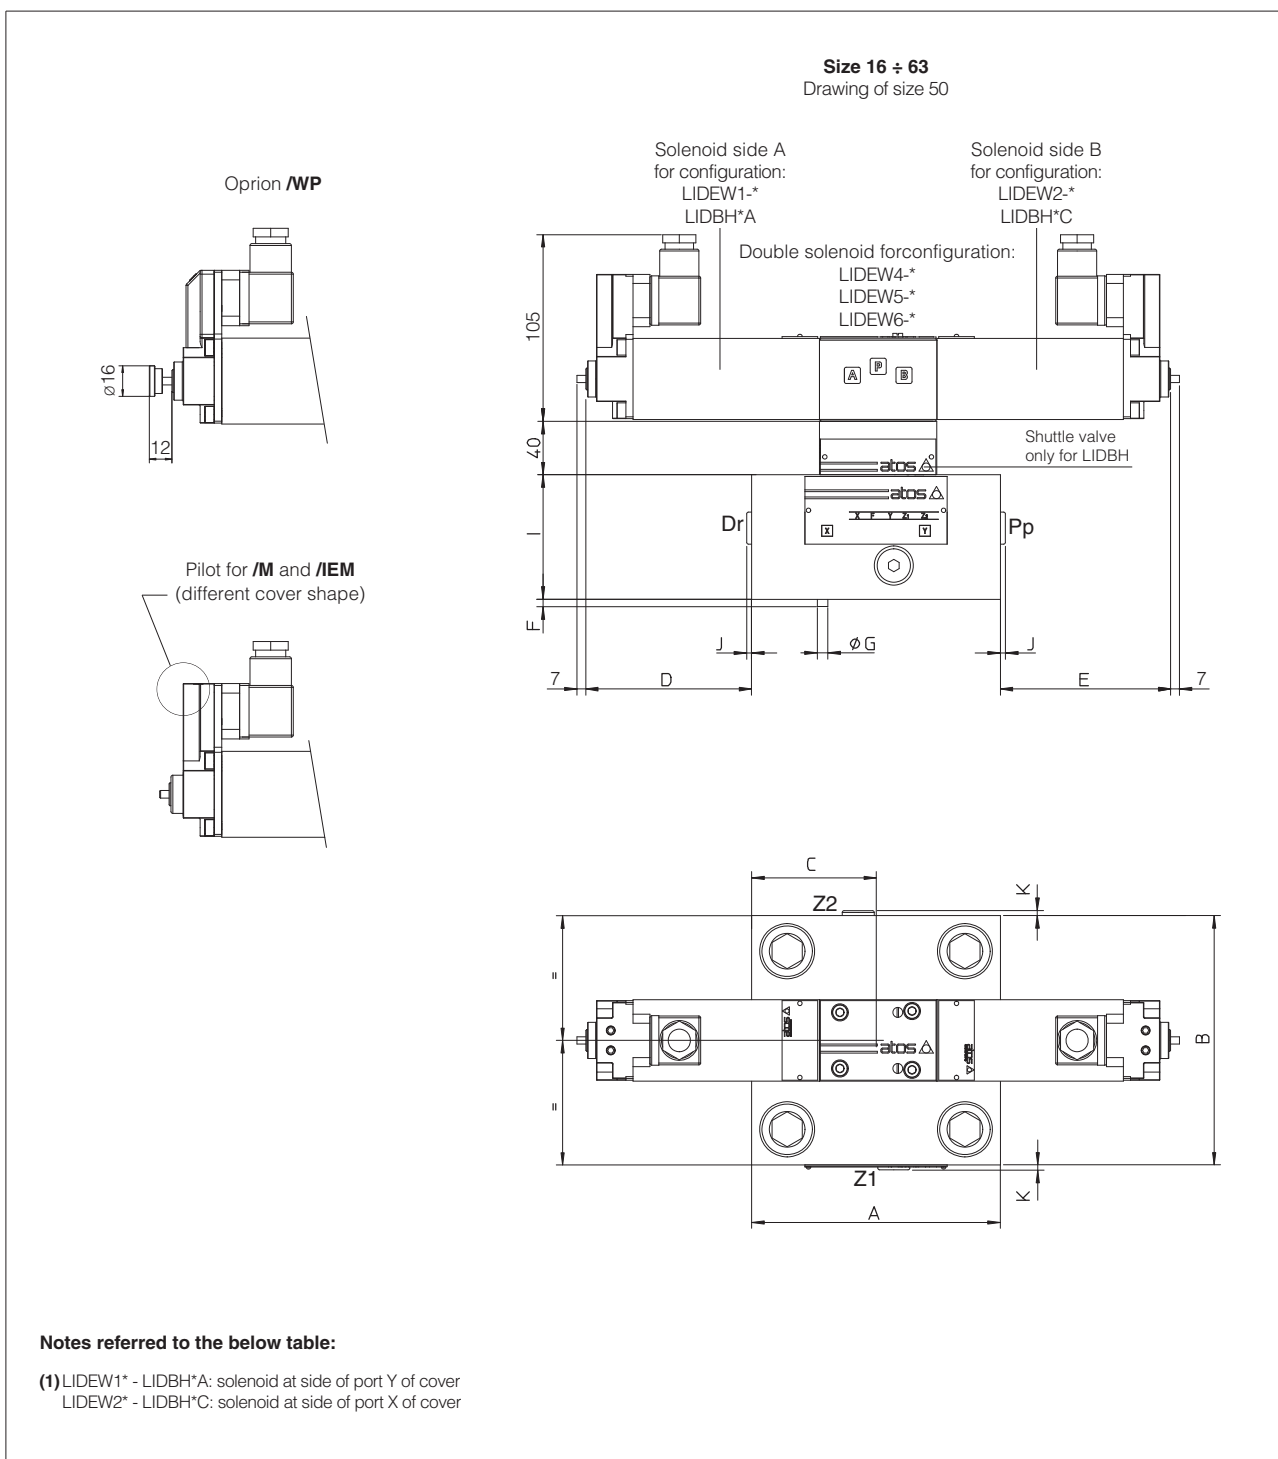 Size 16 ÷ 63
Drawing of size 50
Solenoid side A
for configuration:
LIDEW1-*
LIDBH*A
Solenoid side B
for configuration:
LIDEW2-*
LIDBH*C
Oprion /WP
Double solenoid forconfiguration:
LIDEW4-*
LIDEW5-*
LIDEW6-*
105
A
P
B
ø16
12
40
Shuttle valve
only for LIDBH
atos
atos
X F Y Z1 Z2
X
Y
Dr
Pp
I
Pilot for /M and /IEM
(different cover shape)
F
J
ø G
J
7
D
E
7
C
K
Z2
=
=
atos
atos
atos
B
Z1
K
A
Notes referred to the below table:
(1) LIDEW1* - LIDBH*A: solenoid at side of port Y of cover
LIDEW2* - LIDBH*C: solenoid at side of port X of cover